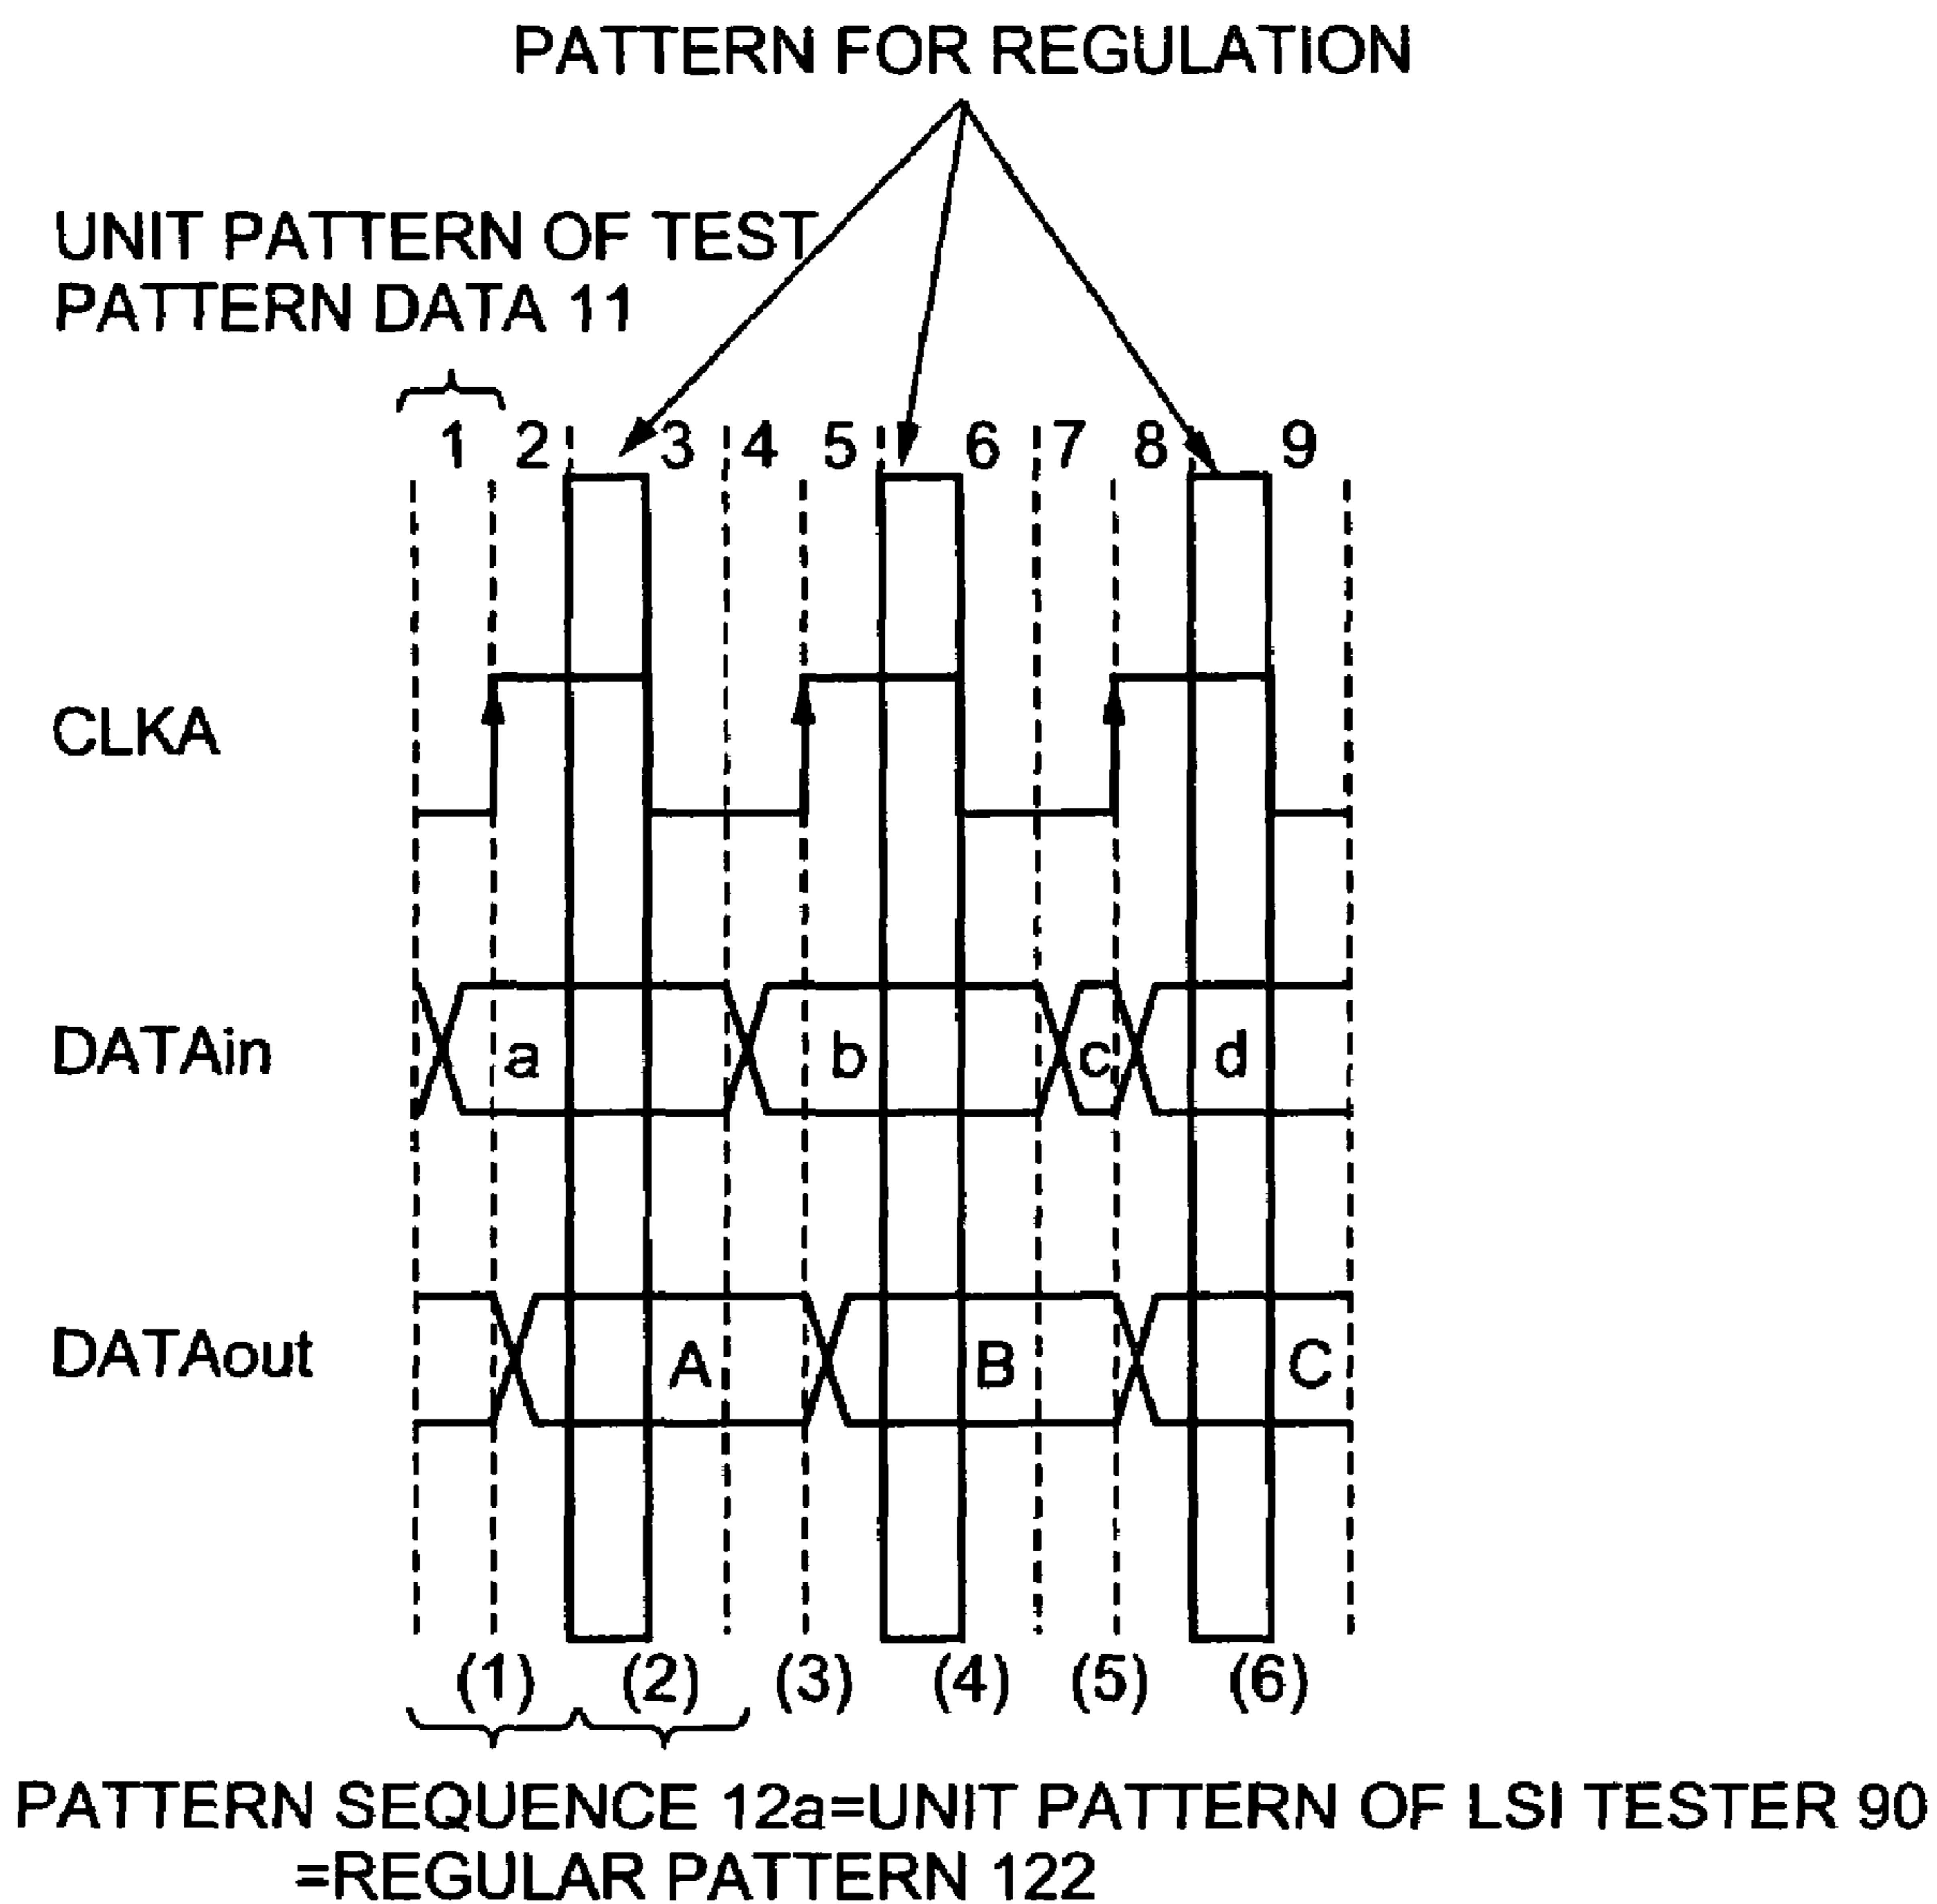 PATTERN FOR REGULATION
UNIT PATTERN OF TEST
PATTERN DATA 11
1 2 3 4 5 6 7 8 9
CLKA
DATAin a b c d
DATAout A B C
(1) (2) (3) (4) (5) (6)
PATTERN SEQUENCE 12a=UNIT PATTERN OF LSI TESTER 90
=REGULAR PATTERN 122